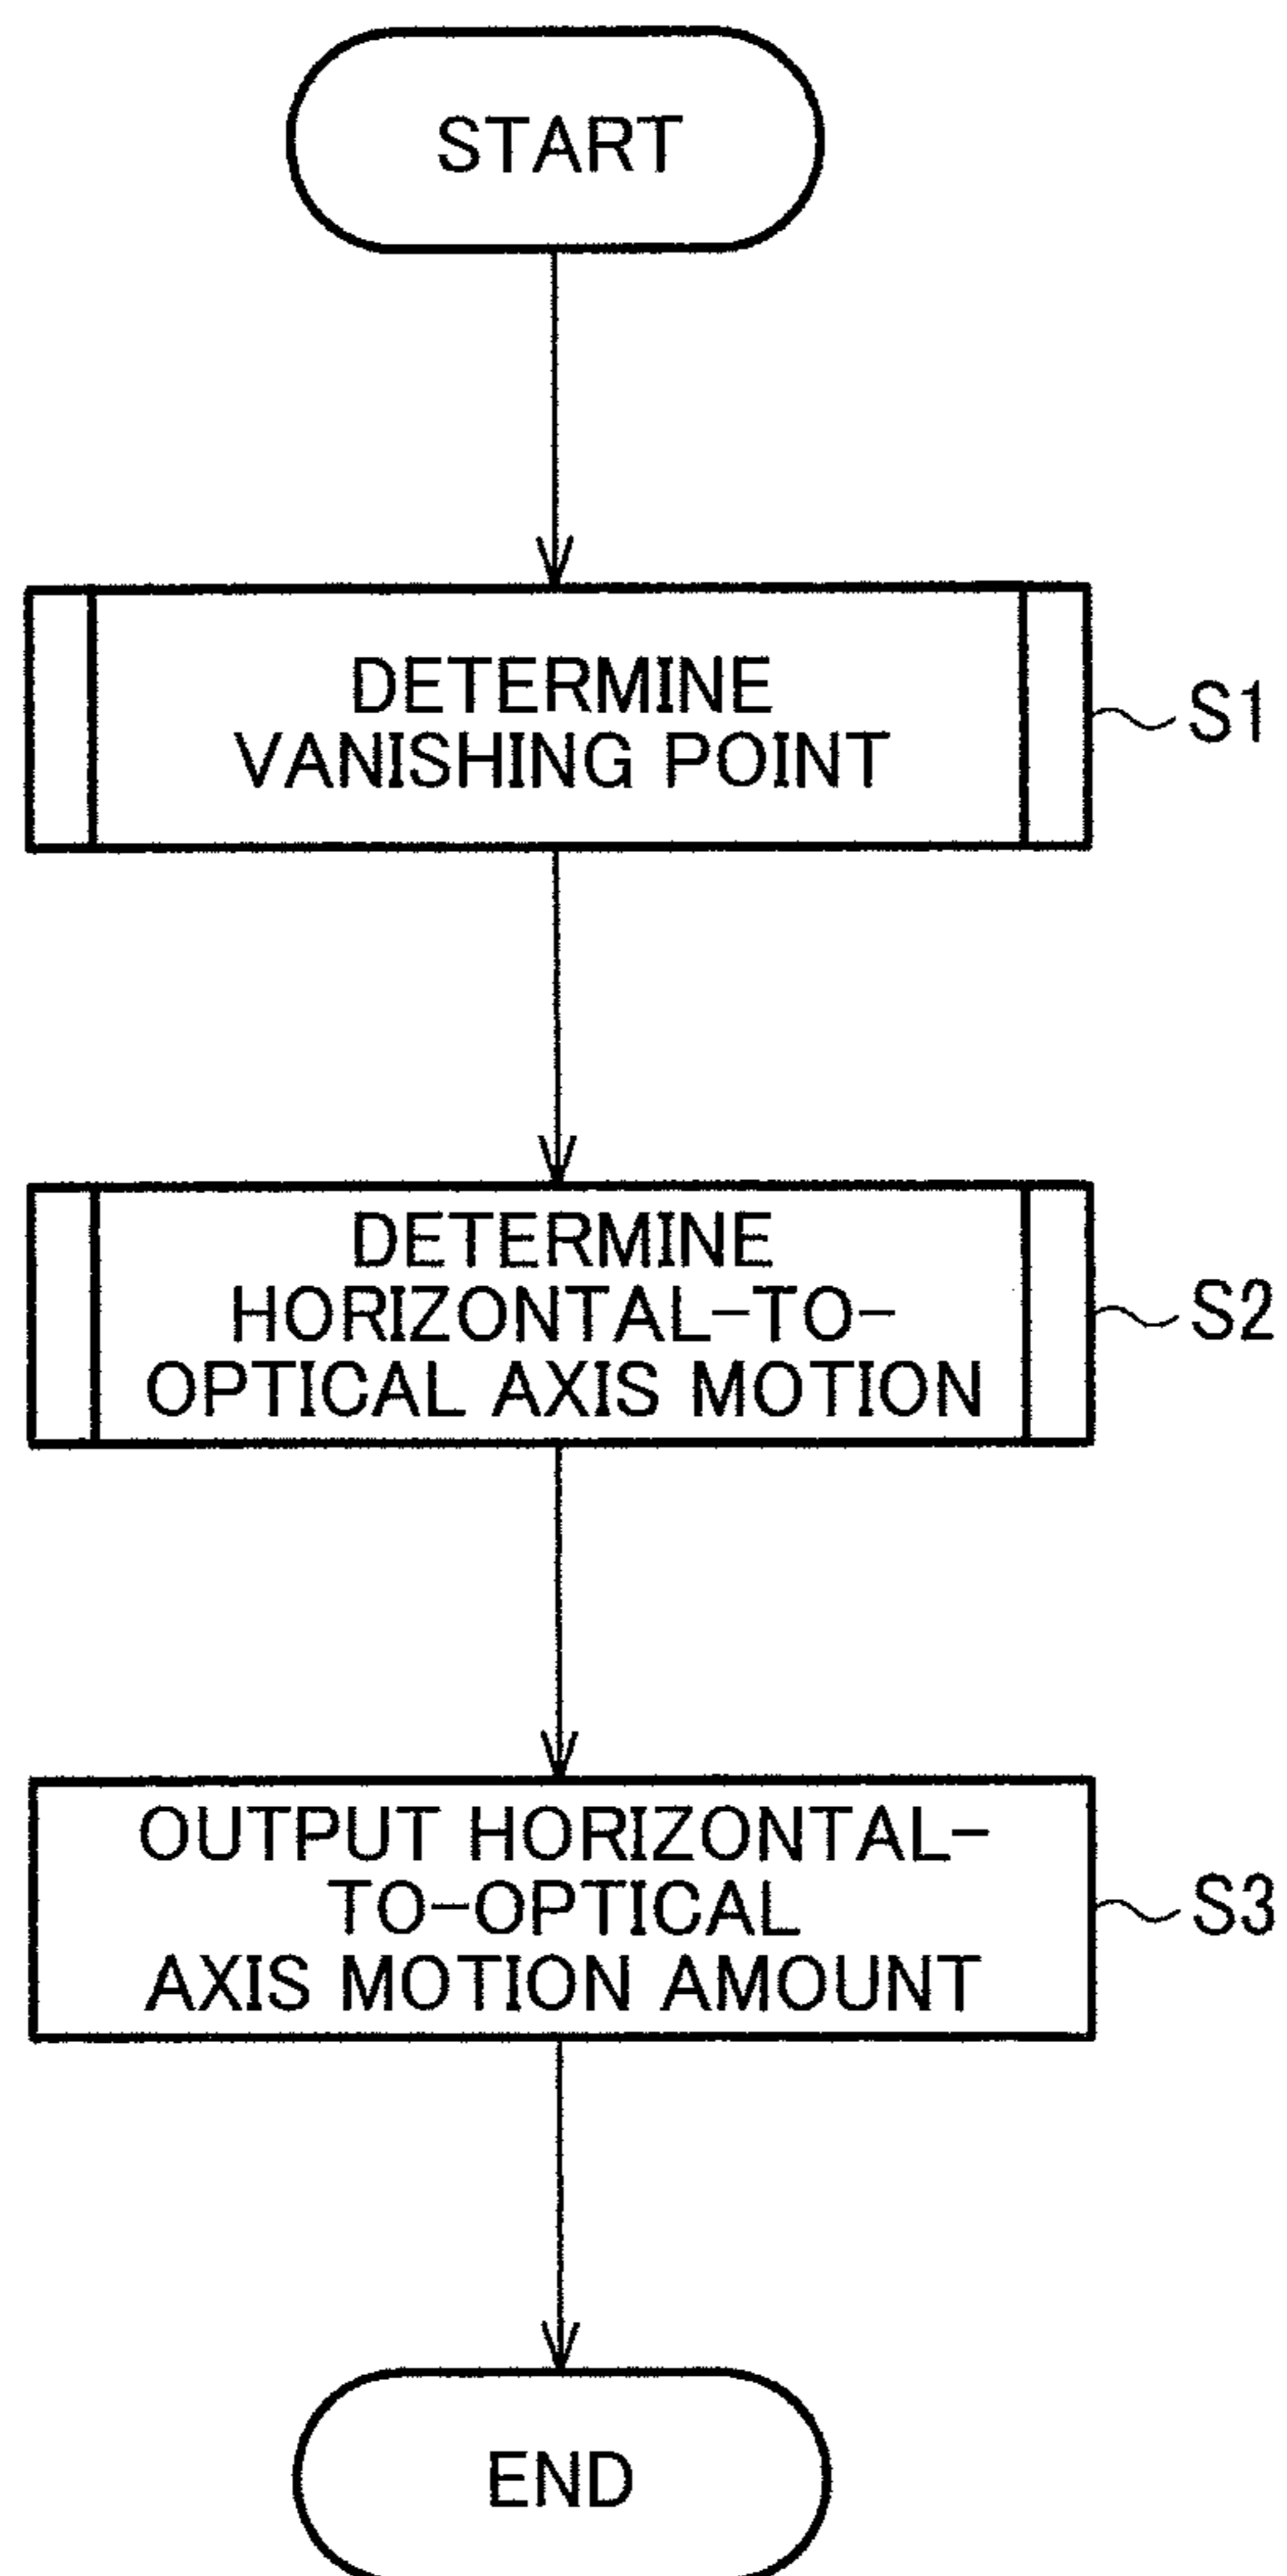 START
DETERMINE
VANISHING POINT
S1
DETERMINE
HORIZONTAL-TO-
OPTICAL AXIS MOTION
S2
OUTPUT HORIZONTAL-
TO-OPTICAL
AXIS MOTION AMOUNT
S3
END